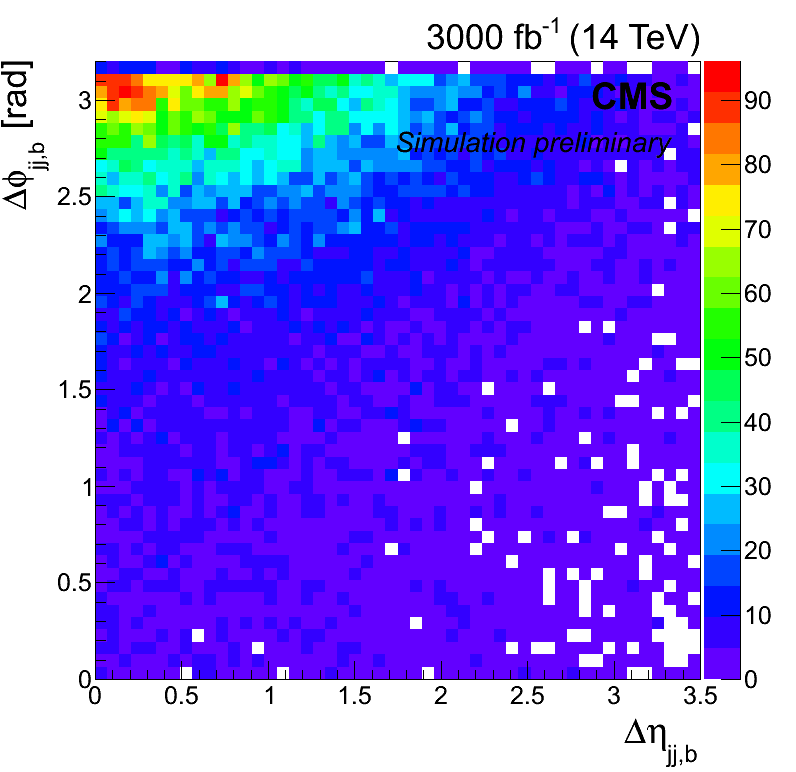 3000 fb-1 (14 TeV)
CMS
Simulation preliminary
Δφjj,b [rad]
3
2.5
2
1.5
1
0.5
0
0 0.5 1 1.5 2 2.5 3 3.5
Δηjj,b
90
80
70
60
50
40
30
20
10
0